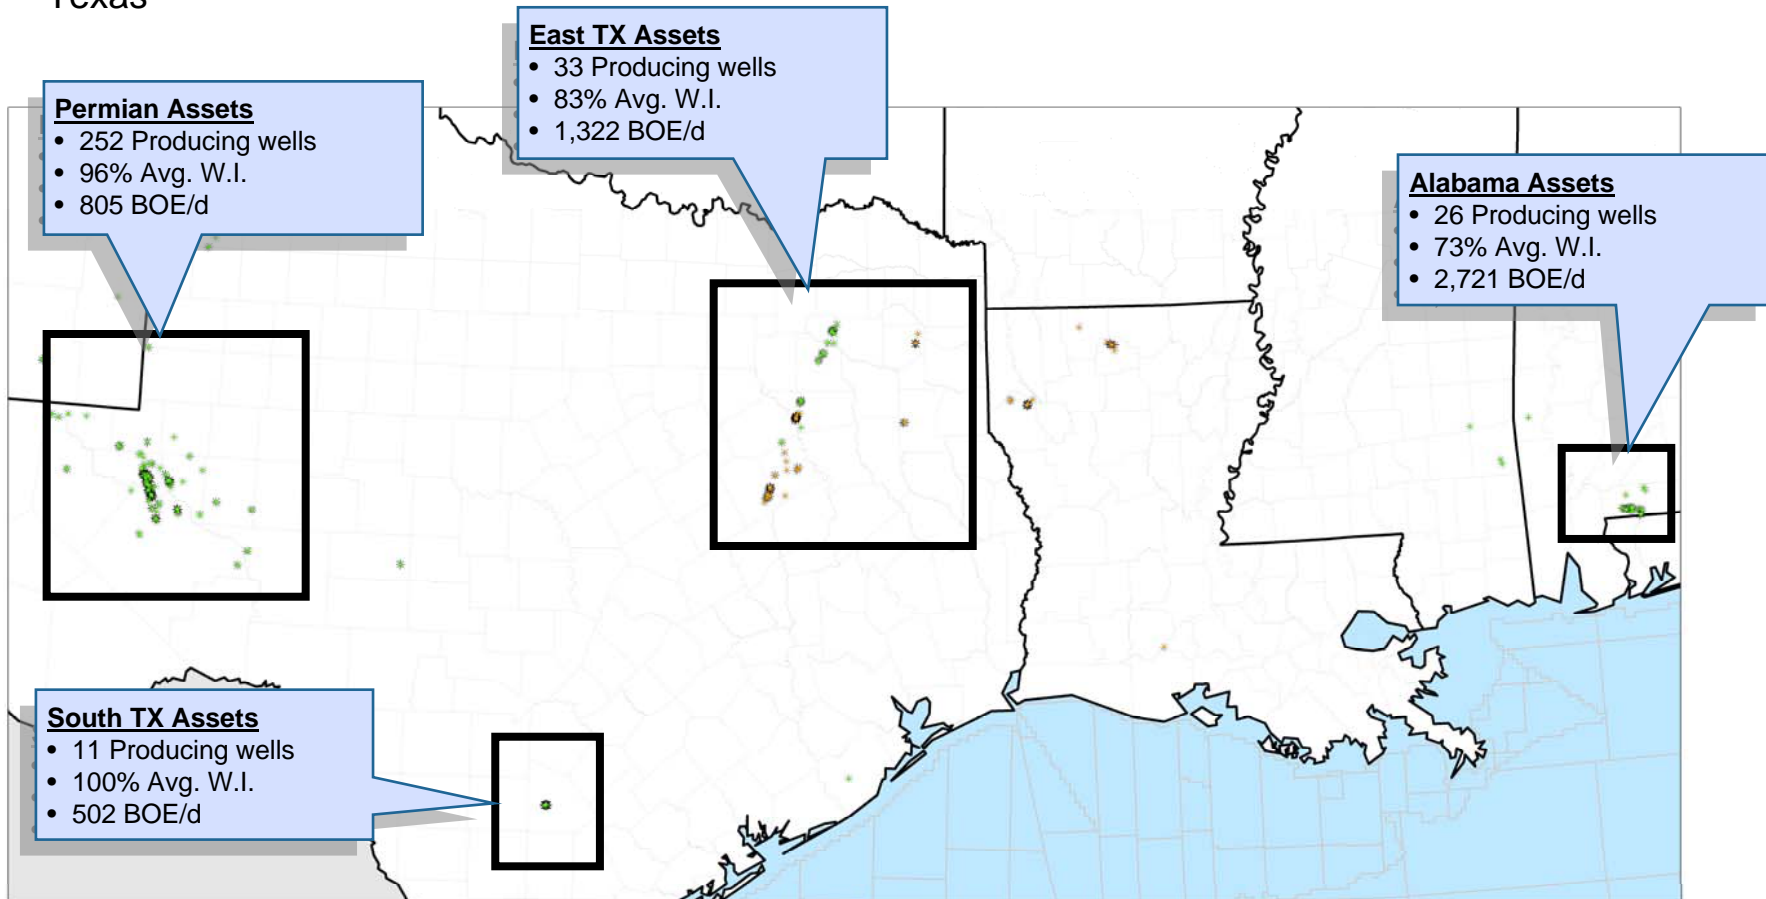 Texas
East TX Assets
• 33 Producing wells
• 83% Avg. W.I.
• 1,322 BOE/d
Permian Assets
• 252 Producing wells
• 96% Avg. W.I.
• 805 BOE/d
Alabama Assets
• 26 Producing wells
• 73% Avg. W.I.
• 2,721 BOE/d
South TX Assets
• 11 Producing wells
• 100% Avg. W.I.
• 502 BOE/d